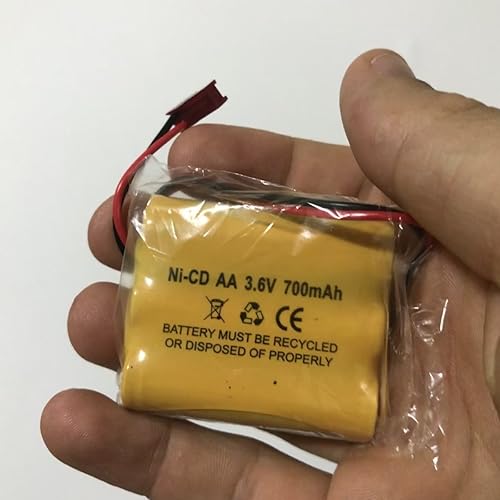 Ni-CD AA 3.6V 700mAh
CE
BATTERY MUST BE RECYCLED
OR DISPOSED OF PROPERLY